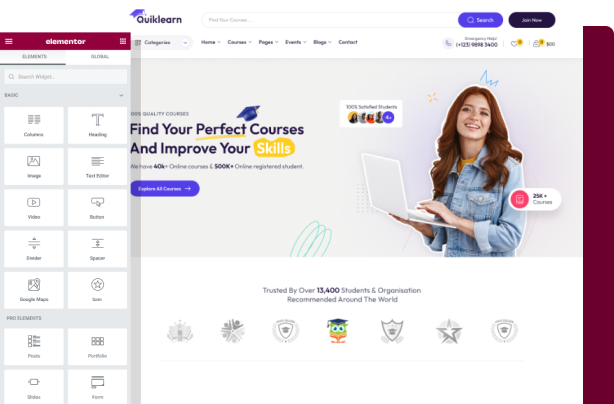 Quiklearn
Find Your Courses...
Search
Join Now
elementor
Categories
Home
Courses
Pages
Events
Blogs
Contact
Emergency Help!
(+123) 9898 3400
0
0
$00
ELEMENTS
GLOBAL
Search Widget...
BASIC
Columns
Heading
Image
Text Editor
Video
Button
Divider
Spacer
Google Maps
Icon
PRO ELEMENTS
Posts
Portfolio
Slides
Form
100% QUALITY COURSES
Find Your Perfect Courses
And Improve Your Skills
We have 40k+ Online courses & 500K+ Online registered student.
Explore All Courses
100% Satisfied Students
4+
25K +
Courses
Trusted By Over 13,400 Students & Organisation
Recommended Around The World